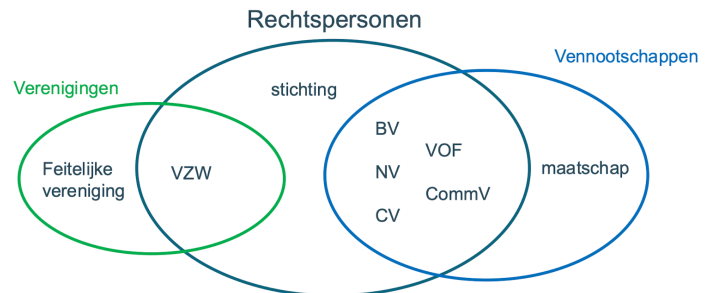 Rechtspersonen
Vennootschappen
Verenigingen
stichting
BV
VOF
Feitelijke
vereniging
VZW
NV
maatschap
CommV
CV